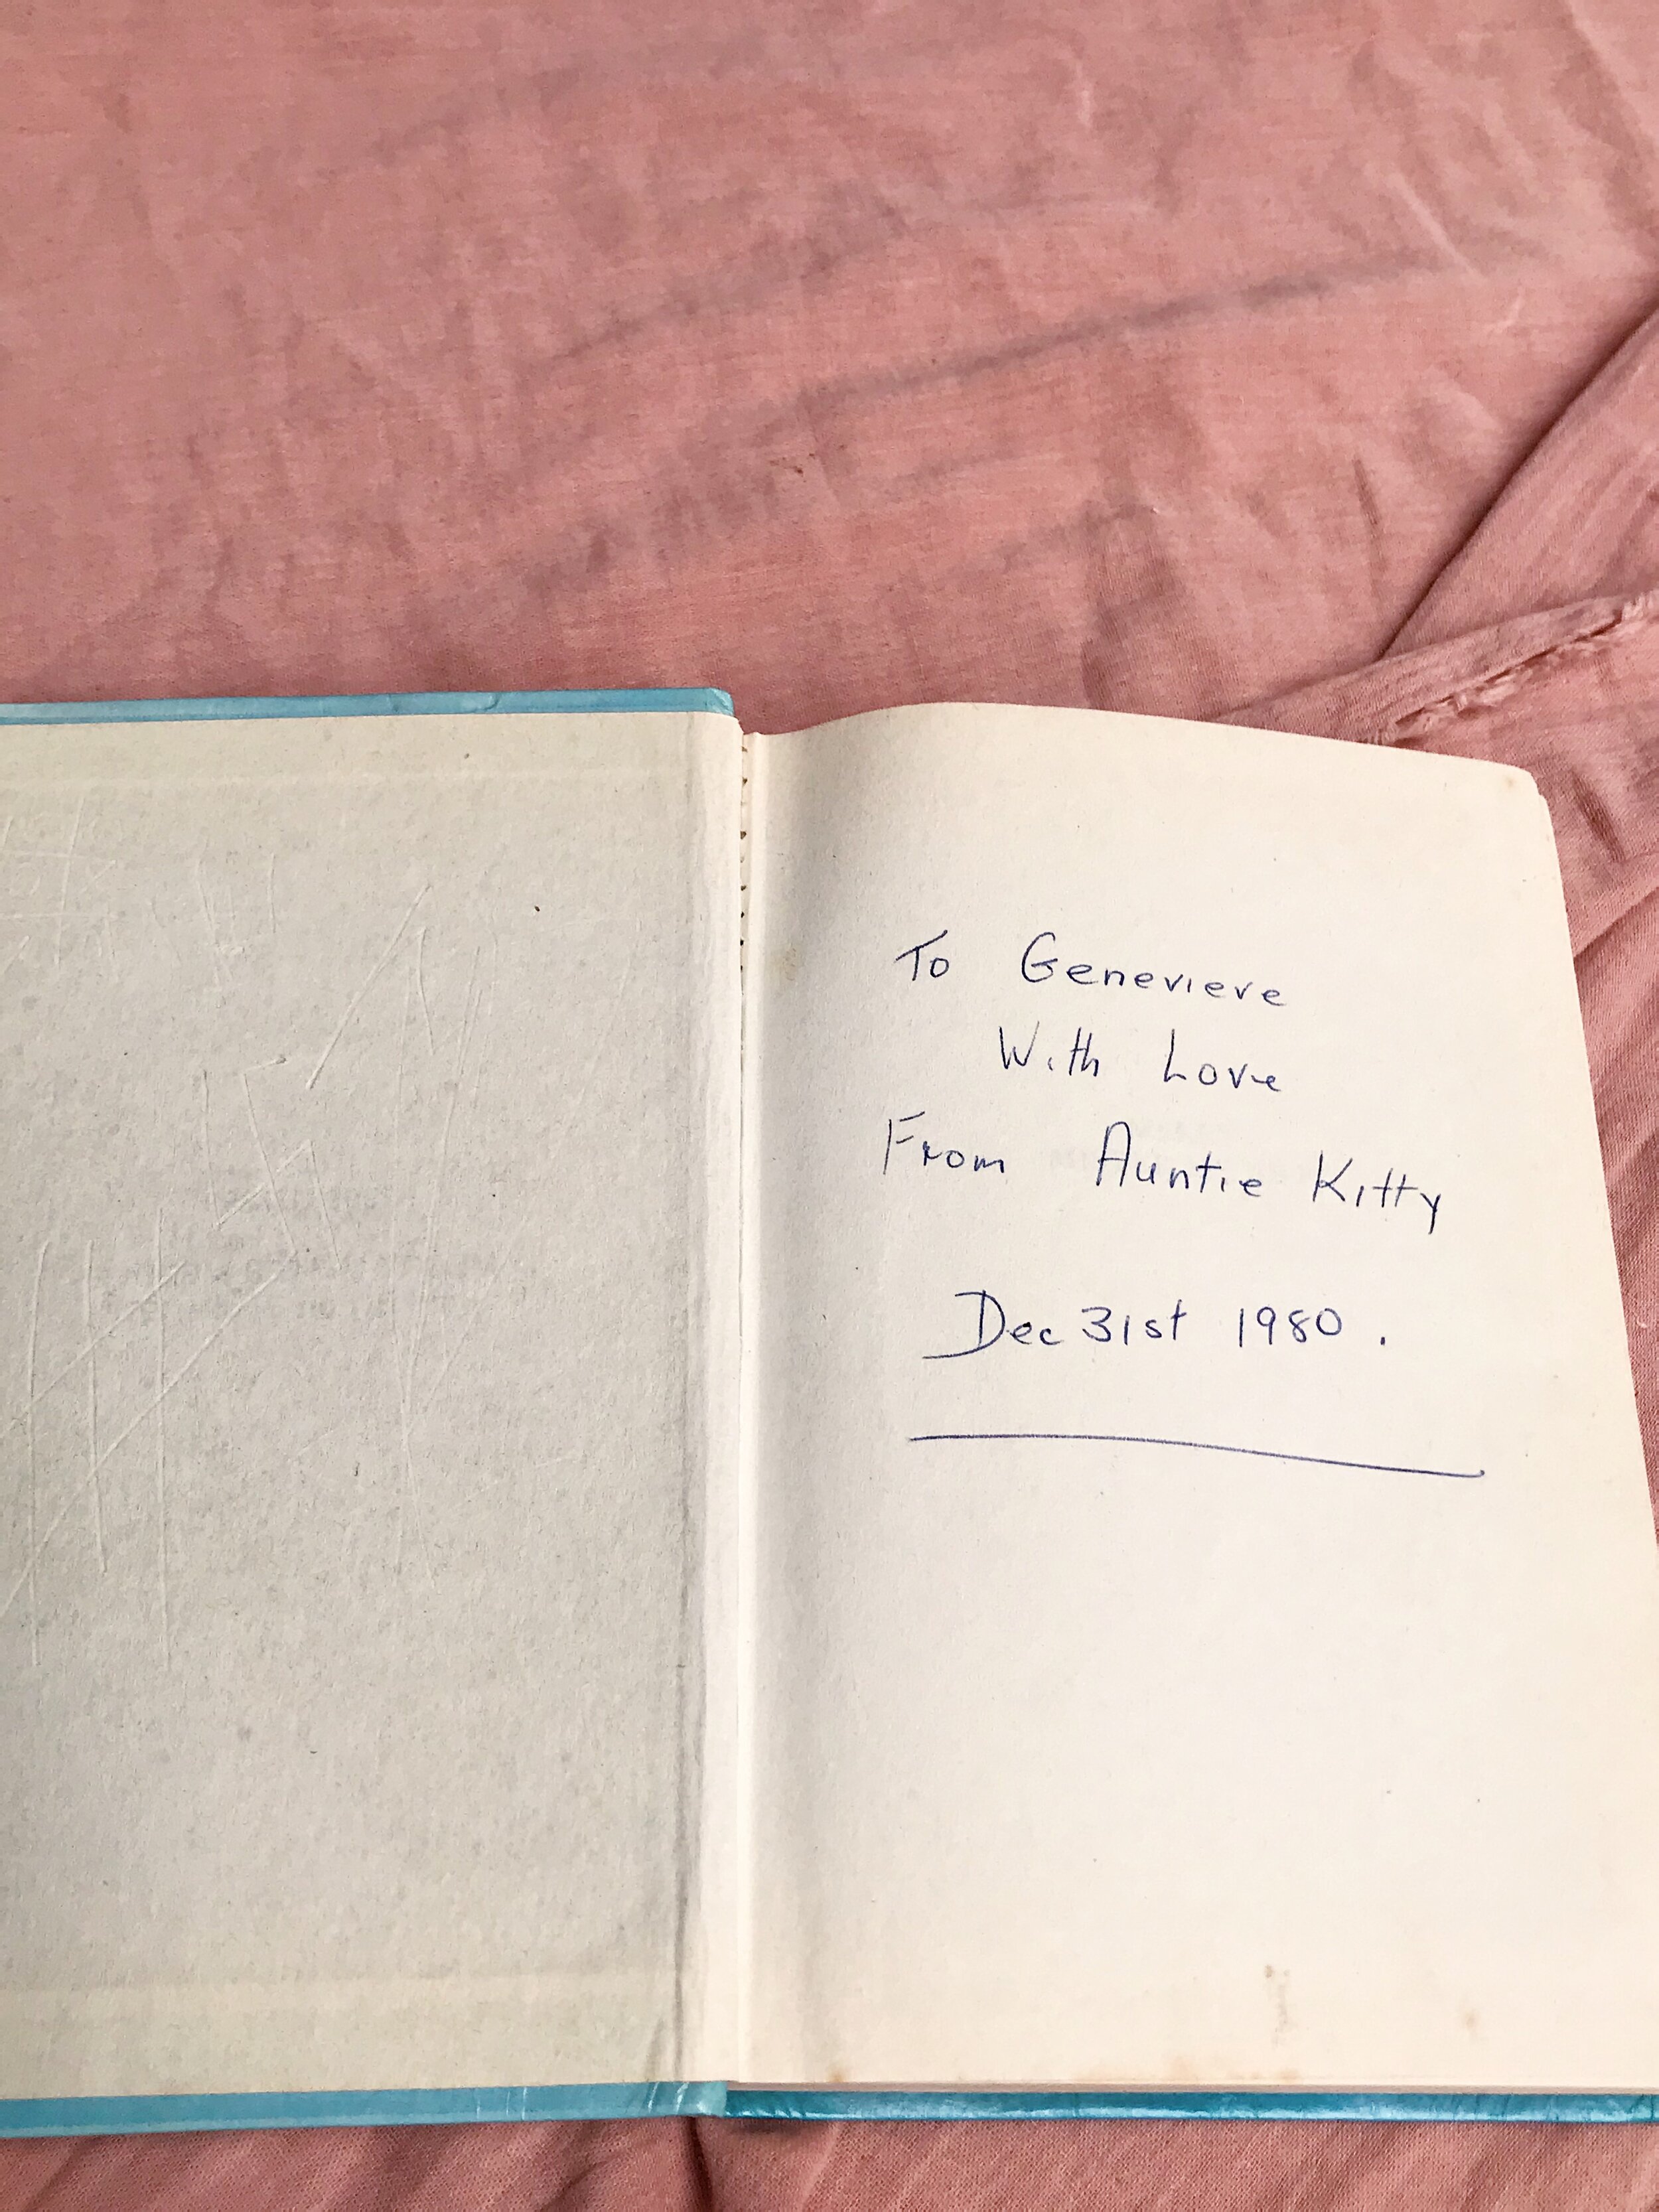 To Genevieve
With Love
From Auntie Kitty
Dec 31st 1980.